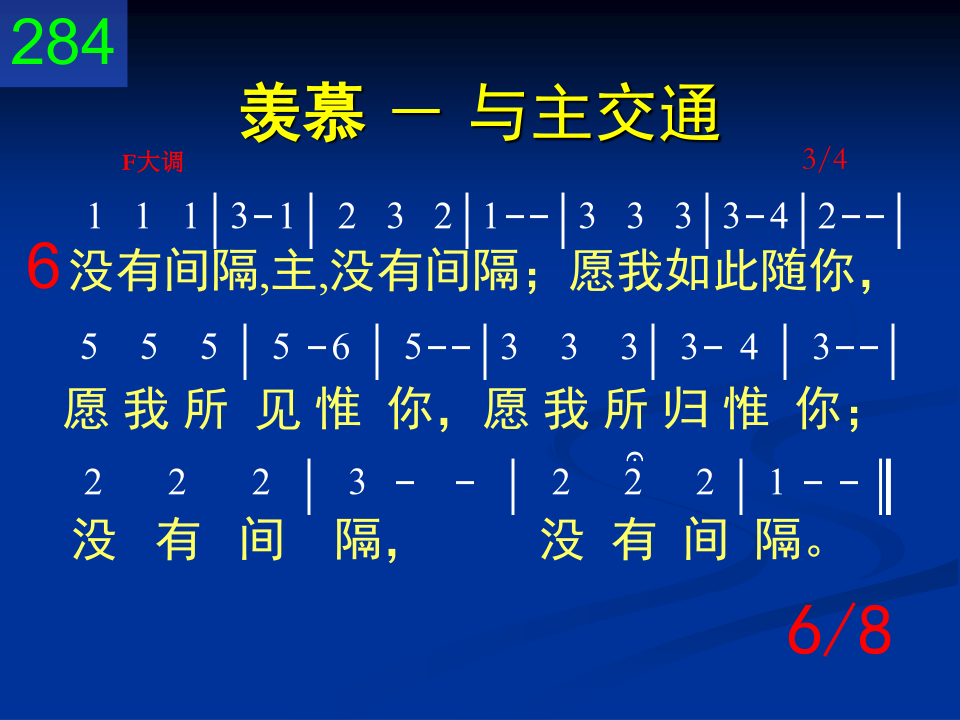 284
羡慕 － 与主交通
F大调 3/4
1 1 1|3-1| 2 3 2|1--|3 3 3|3-4|2--|
6 没有间隔,主,没有间隔；愿我如此随你，
5 5 5| 5 -6| 5--|3 3 3| 3- 4| 3--|
愿 我 所 见 惟 你，愿 我 所 归 惟 你；
2 2 2| 3 - -| 2 2 2| 1 - -‖
没 有 间 隔， 没 有 间 隔。
6/8